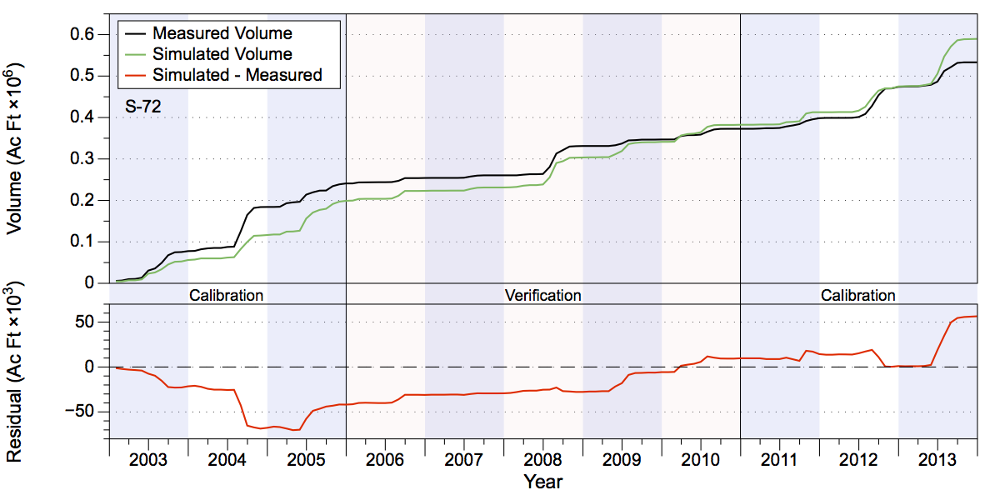 Measured Volume
Simulated Volume
Simulated - Measured
S-72
Volume (Ac Ft ×10⁶)
0.6
0.5
0.4
0.3
0.2
0.1
0
Calibration Verification Calibration
Residual (Ac Ft ×10³)
50
0
−50
2003 2004 2005 2006 2007 2008 2009 2010 2011 2012 2013
Year